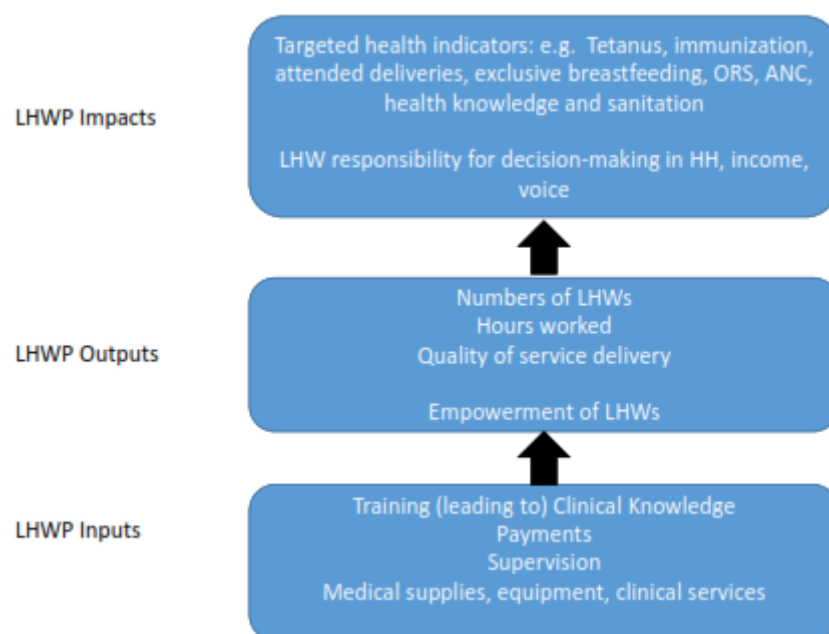 LHWP Impacts
Targeted health indicators: e.g. Tetanus, immunization,
attended deliveries, exclusive breastfeeding, ORS, ANC,
health knowledge and sanitation
LHW responsibility for decision-making in HH, income,
voice
LHWP Outputs
Numbers of LHWs
Hours worked
Quality of service delivery
Empowerment of LHWs
LHWP Inputs
Training (leading to) Clinical Knowledge
Payments
Supervision
Medical supplies, equipment, clinical services